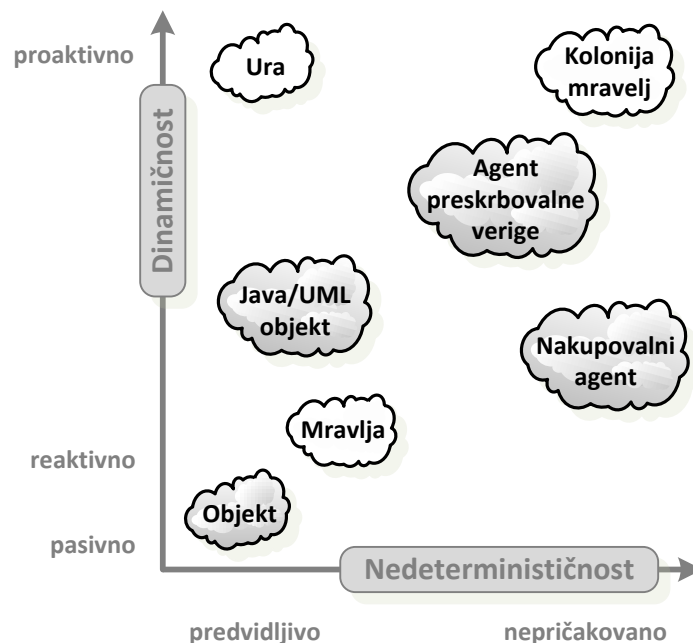 proaktivno
Ura
Kolonija
mravelj
Dinamičnost
Agent
preskrbovalne
verige
Java/UML
objekt
Nakupovalni
agent
Mravlja
reaktivno
Objekt
pasivno
Nedeterminističnost
predvidljivo
nepričakovano